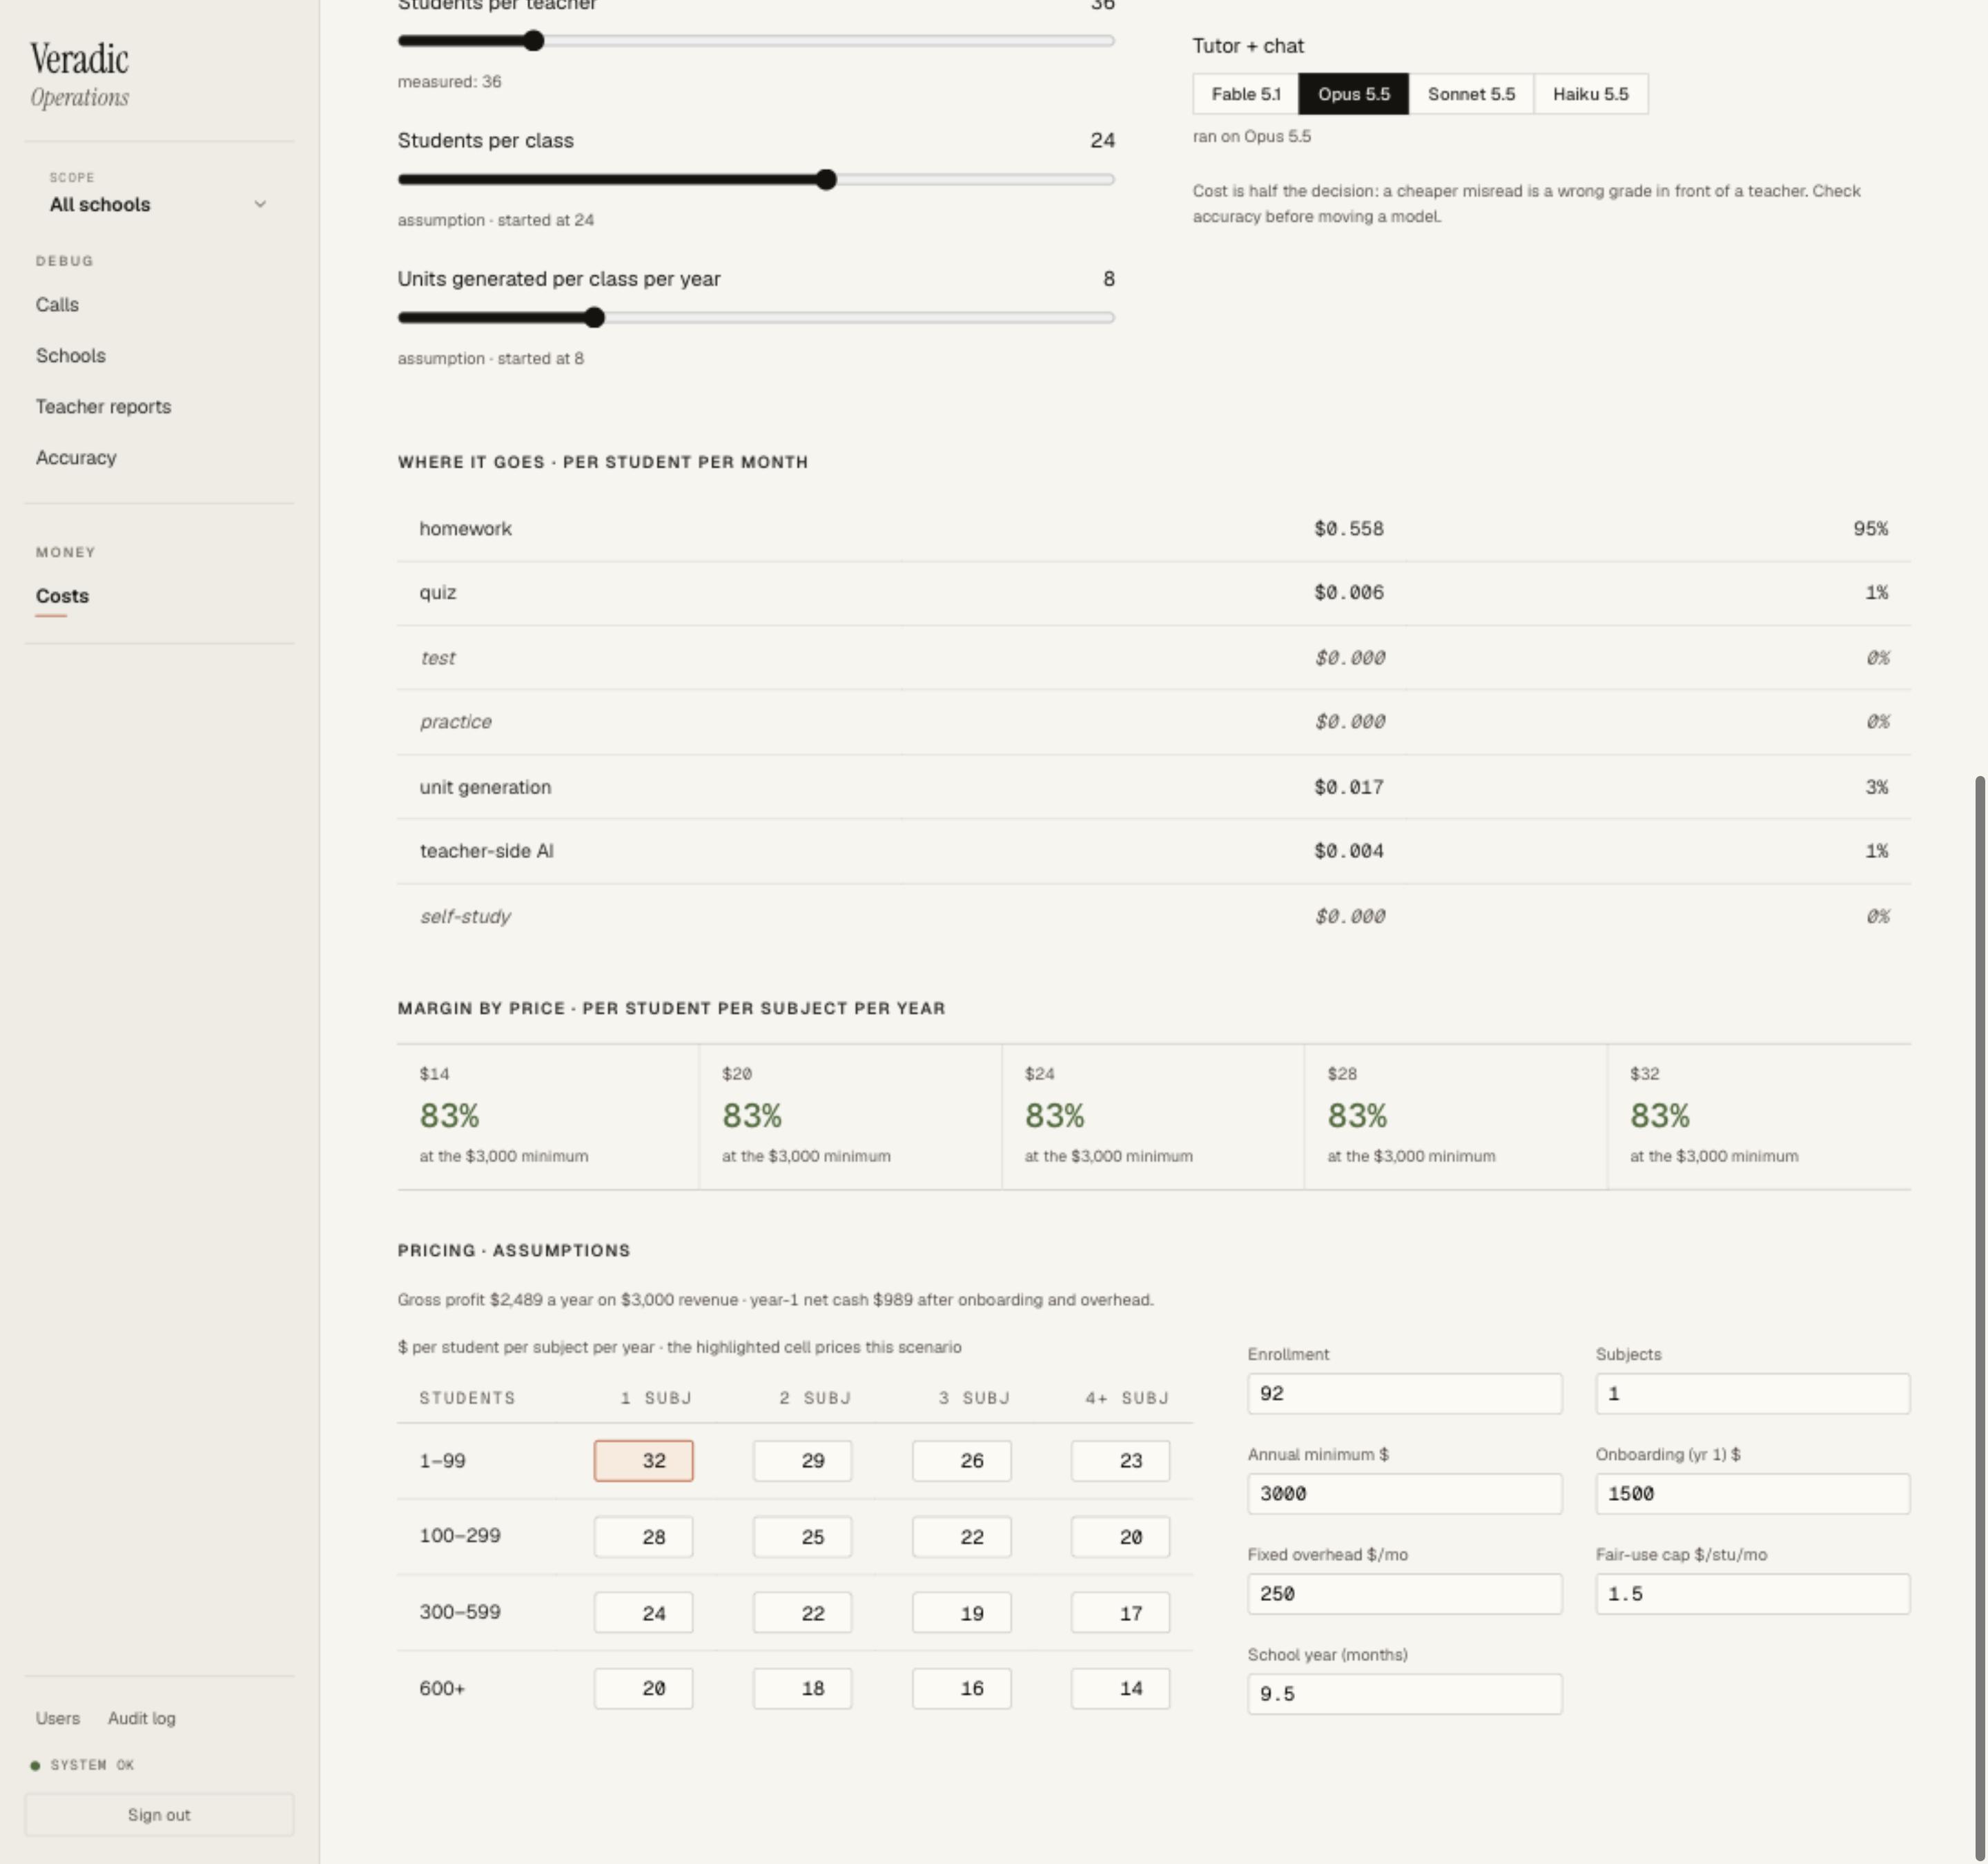 Veradic
Operations
SCOPE
All schools
DEBUG
Calls
Schools
Teacher reports
Accuracy
MONEY
Costs
Users
Audit log
SYSTEM OK
Sign out
Students per teacher
36
measured: 36
Students per class
24
assumption · started at 24
Units generated per class per year
8
assumption · started at 8
Tutor + chat
Fable 5.1
Opus 5.5
Sonnet 5.5
Haiku 5.5
ran on Opus 5.5
Cost is half the decision: a cheaper misread is a wrong grade in front of a teacher. Check
accuracy before moving a model.
WHERE IT GOES · PER STUDENT PER MONTH
homework $0.558 95%
quiz $0.006 1%
test $0.000 0%
practice $0.000 0%
unit generation $0.017 3%
teacher-side AI $0.004 1%
self-study $0.000 0%
MARGIN BY PRICE · PER STUDENT PER SUBJECT PER YEAR
$14 $20 $24 $28 $32
83% 83% 83% 83% 83%
at the $3,000 minimum at the $3,000 minimum at the $3,000 minimum at the $3,000 minimum at the $3,000 minimum
PRICING · ASSUMPTIONS
Gross profit $2,489 a year on $3,000 revenue · year-1 net cash $989 after onboarding and overhead.
$ per student per subject per year · the highlighted cell prices this scenario
STUDENTS 1 SUBJ 2 SUBJ 3 SUBJ 4+ SUBJ
1–99 32 29 26 23
100–299 28 25 22 20
300–599 24 22 19 17
600+ 20 18 16 14
Enrollment
92
Subjects
1
Annual minimum $
3000
Onboarding (yr 1) $
1500
Fixed overhead $/mo
250
Fair-use cap $/stu/mo
1.5
School year (months)
9.5